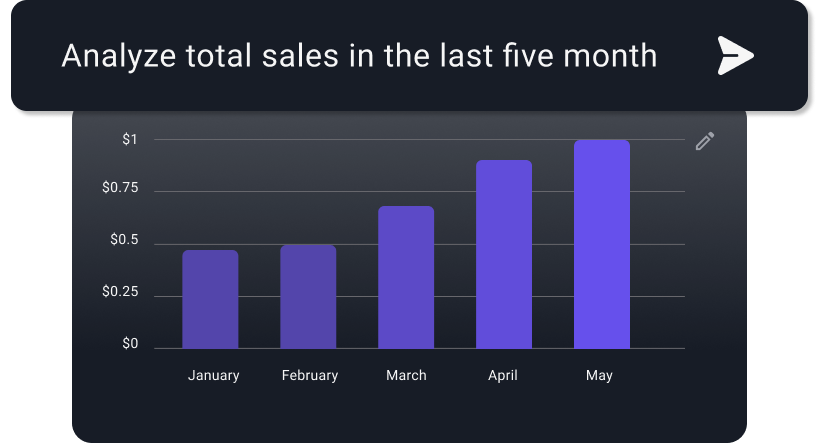 Analyze total sales in the last five month
$1
$0.75
$0.5
$0.25
$0
January February March April May